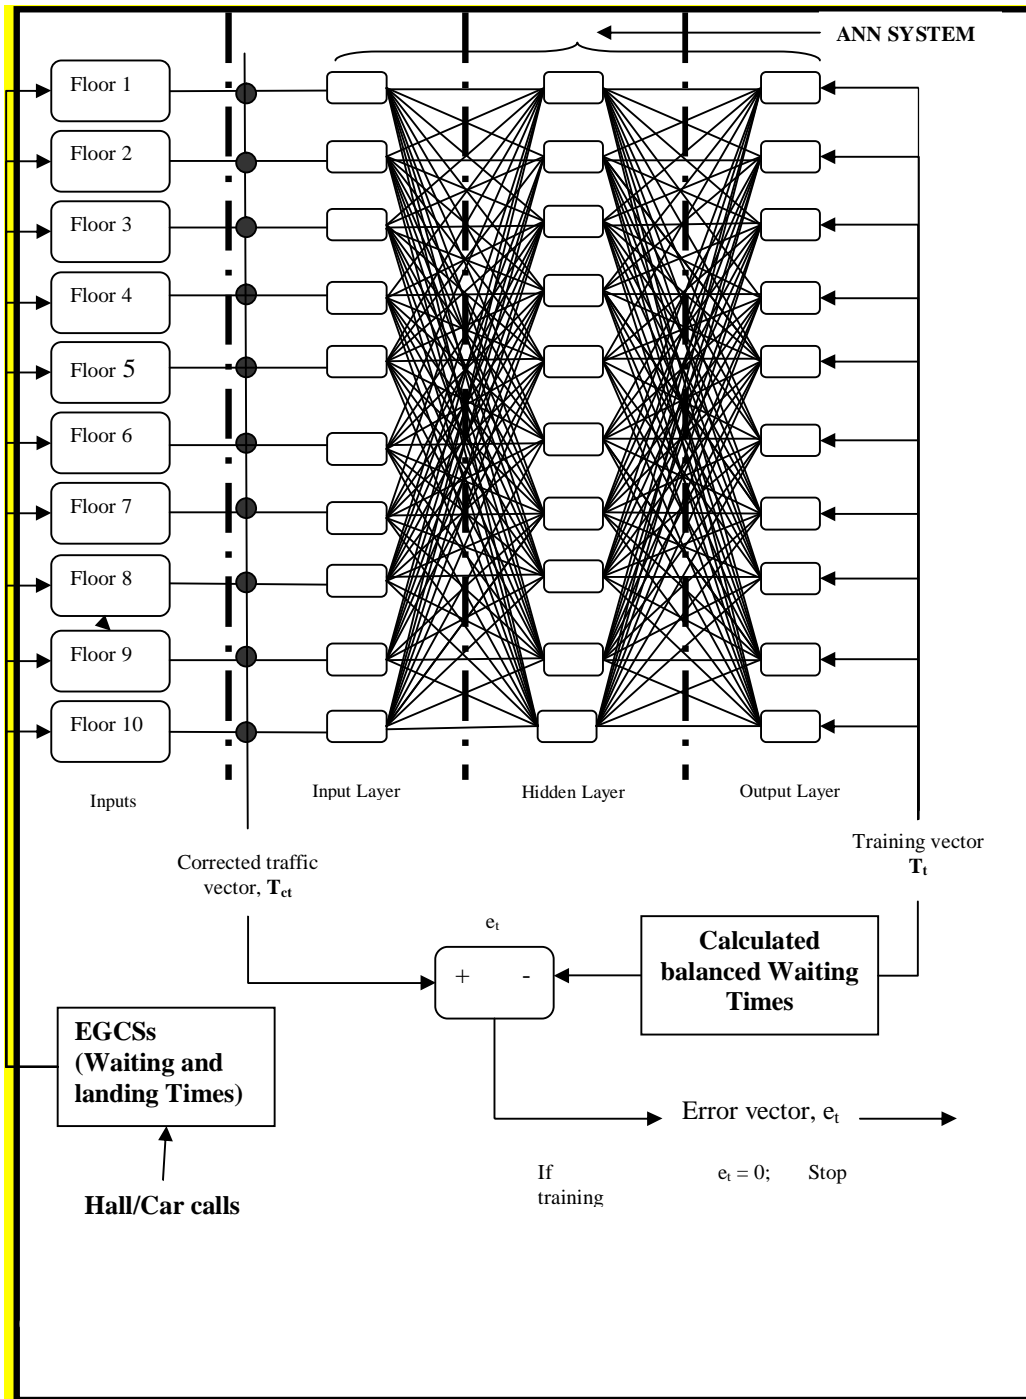 ANN SYSTEM
Floor 1
Floor 2
Floor 3
Floor 4
Floor 5
Floor 6
Floor 7
Floor 8
Floor 9
Floor 10
Inputs
Input Layer
Hidden Layer
Output Layer
Corrected traffic
vector, Tct
Training vector
Tt
et
+ -
Calculated
balanced Waiting
Times
EGCSs
(Waiting and
landing Times)
Error vector, et
If et = 0; Stop
training
Hall/Car calls